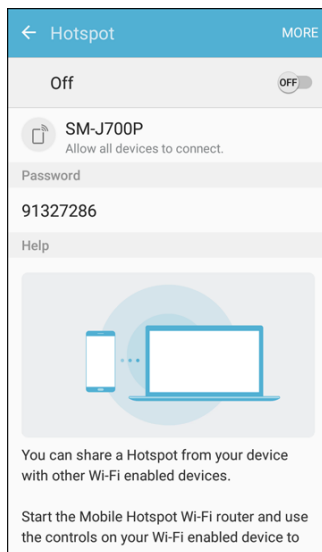 Hotspot MORE
Off OFF
SM-J700P
Allow all devices to connect.
Password
91327286
Help
You can share a Hotspot from your device
with other Wi-Fi enabled devices.
Start the Mobile Hotspot Wi-Fi router and use
the controls on your Wi-Fi enabled device to